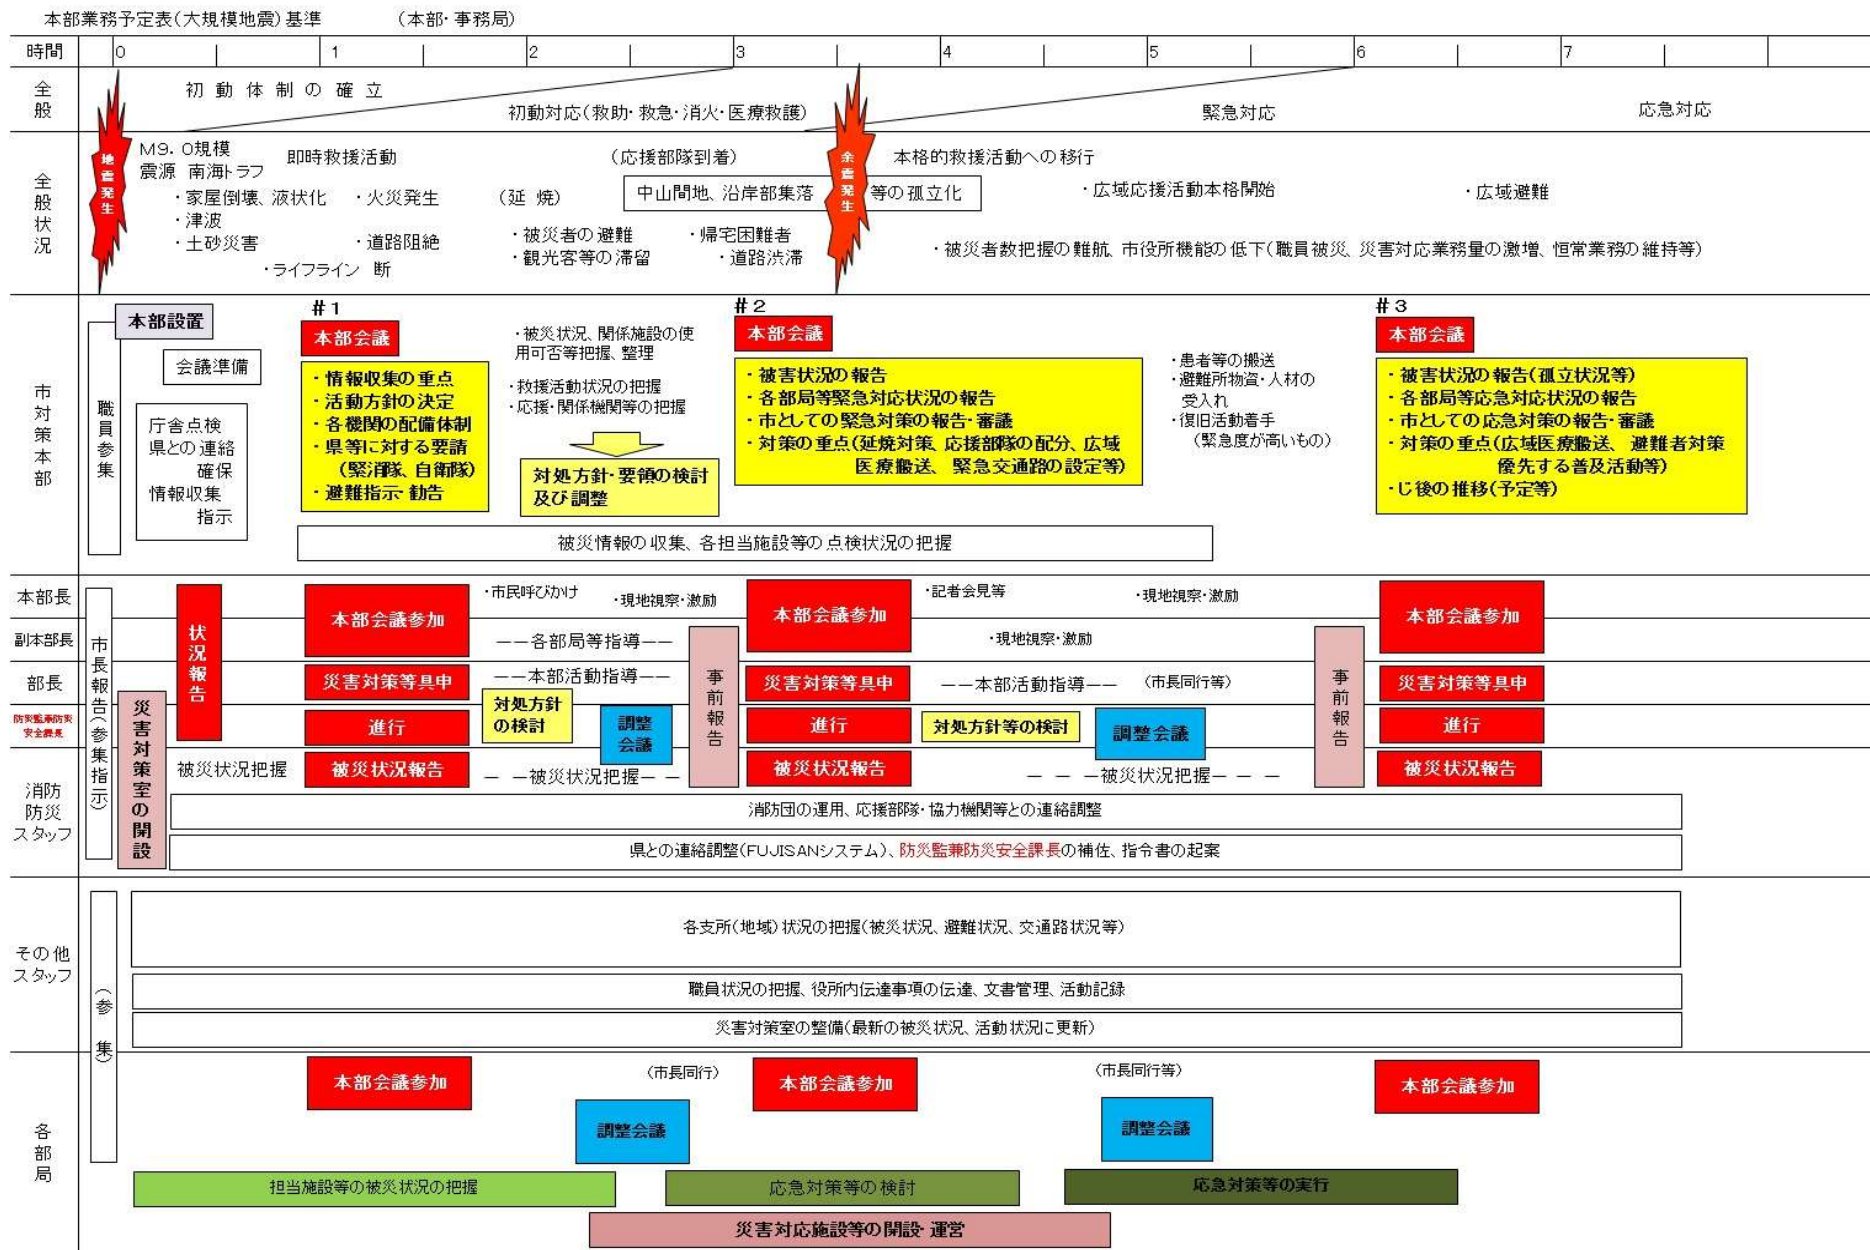 本部業務予定表(大規模地震)基準　(本部・事務局)
時間 0 1 2 3 4 5 6 7
全般
初動体制の確立
初動対応(救助・救急・消火・医療救護)
緊急対応
応急対応
全般状況
地震発生
M9.0規模
震源 南海トラフ
即時救援活動
・家屋倒壊、液状化
・火災発生
(延 焼)
・津波
・土砂災害
・道路阻絶
・ライフライン 断
(応援部隊到着)
中山間地、沿岸部集落
等の孤立化
・被災者の避難
・観光客等の滞留
・帰宅困難者
・道路渋滞
余震発生
本格的救援活動への移行
・広域応援活動本格開始
・広域避難
・被災者数把握の難航、市役所機能の低下(職員被災、災害対応業務量の激増、恒常業務の維持等)
市対策本部
職員参集
本部設置
会議準備
庁舎点検
県との連絡
確保
情報収集
指示
#1
本部会議
・情報収集の重点
・活動方針の決定
・各機関の配備体制
・県等に対する要請
(緊消隊、自衛隊)
・避難指示・勧告
・被災状況、関係施設の使
用可否等把握、整理
・救援活動状況の把握
・応援・関係機関等の把握
対処方針・要領の検討
及び調整
#2
本部会議
・被害状況の報告
・各部局等緊急対応状況の報告
・市としての緊急対策の報告・審議
・対策の重点(延焼対策、応援部隊の配分、広域
医療搬送、緊急交通路の設定等)
・患者等の搬送
・避難所物資・人材の
受入れ
・復旧活動着手
(緊急度が高いもの)
#3
本部会議
・被害状況の報告(孤立状況等)
・各部局等応急対応状況の報告
・市としての応急対策の報告・審議
・対策の重点(広域医療搬送、避難者対策
優先する普及活動等)
・じ後の推移(予定等)
被災情報の収集、各担当施設等の点検状況の把握
本部長
副本部長
部長
防災監兼防災
安全課長
消防
防災
スタッフ
市長報告(参集指示)
災害対策室の開設
状況報告
被災状況把握
本部会議参加
災害対策等具申
進行
被災状況報告
・市民呼びかけ
・現地視察・激励
――各部局等指導――
――本部活動指導――
対処方針
の検討
調整
会議
― ―被災状況把握― ―
事前報告
本部会議参加
災害対策等具申
進行
被災状況報告
・記者会見等
・現地視察・激励
・現地視察・激励
――本部活動指導――
(市長同行等)
対処方針等の検討
調整会議
― ― ―被災状況把握― ― ―
事前報告
本部会議参加
災害対策等具申
進行
被災状況報告
消防団の運用、応援部隊・協力機関等との連絡調整
県との連絡調整(FUJISANシステム)、防災監兼防災安全課長の補佐、指令書の起案
その他
スタッフ
(参 集)
各支所(地域)状況の把握(被災状況、避難状況、交通路状況等)
職員状況の把握、役所内伝達事項の伝達、文書管理、活動記録
災害対策室の整備(最新の被災状況、活動状況に更新)
各部局
本部会議参加
(市長同行)
本部会議参加
(市長同行等)
本部会議参加
調整会議
調整会議
担当施設等の被災状況の把握
応急対策等の検討
応急対策等の実行
災害対応施設等の開設・運営